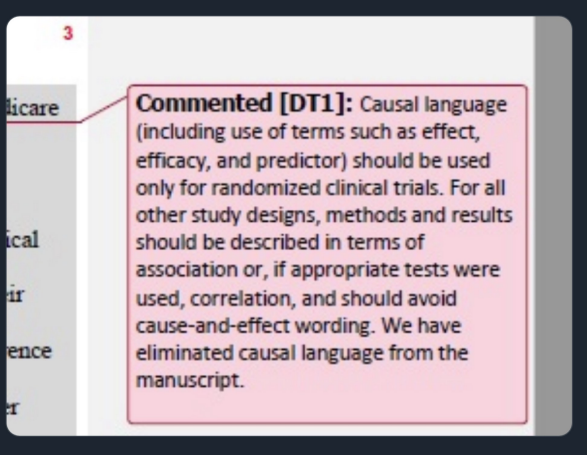 3
dicare
Commented [DT1]: Causal language
(including use of terms such as effect,
efficacy, and predictor) should be used
only for randomized clinical trials. For all
other study designs, methods and results
should be described in terms of
association or, if appropriate tests were
used, correlation, and should avoid
cause-and-effect wording. We have
eliminated causal language from the
manuscript.
ical
eir
rence
er